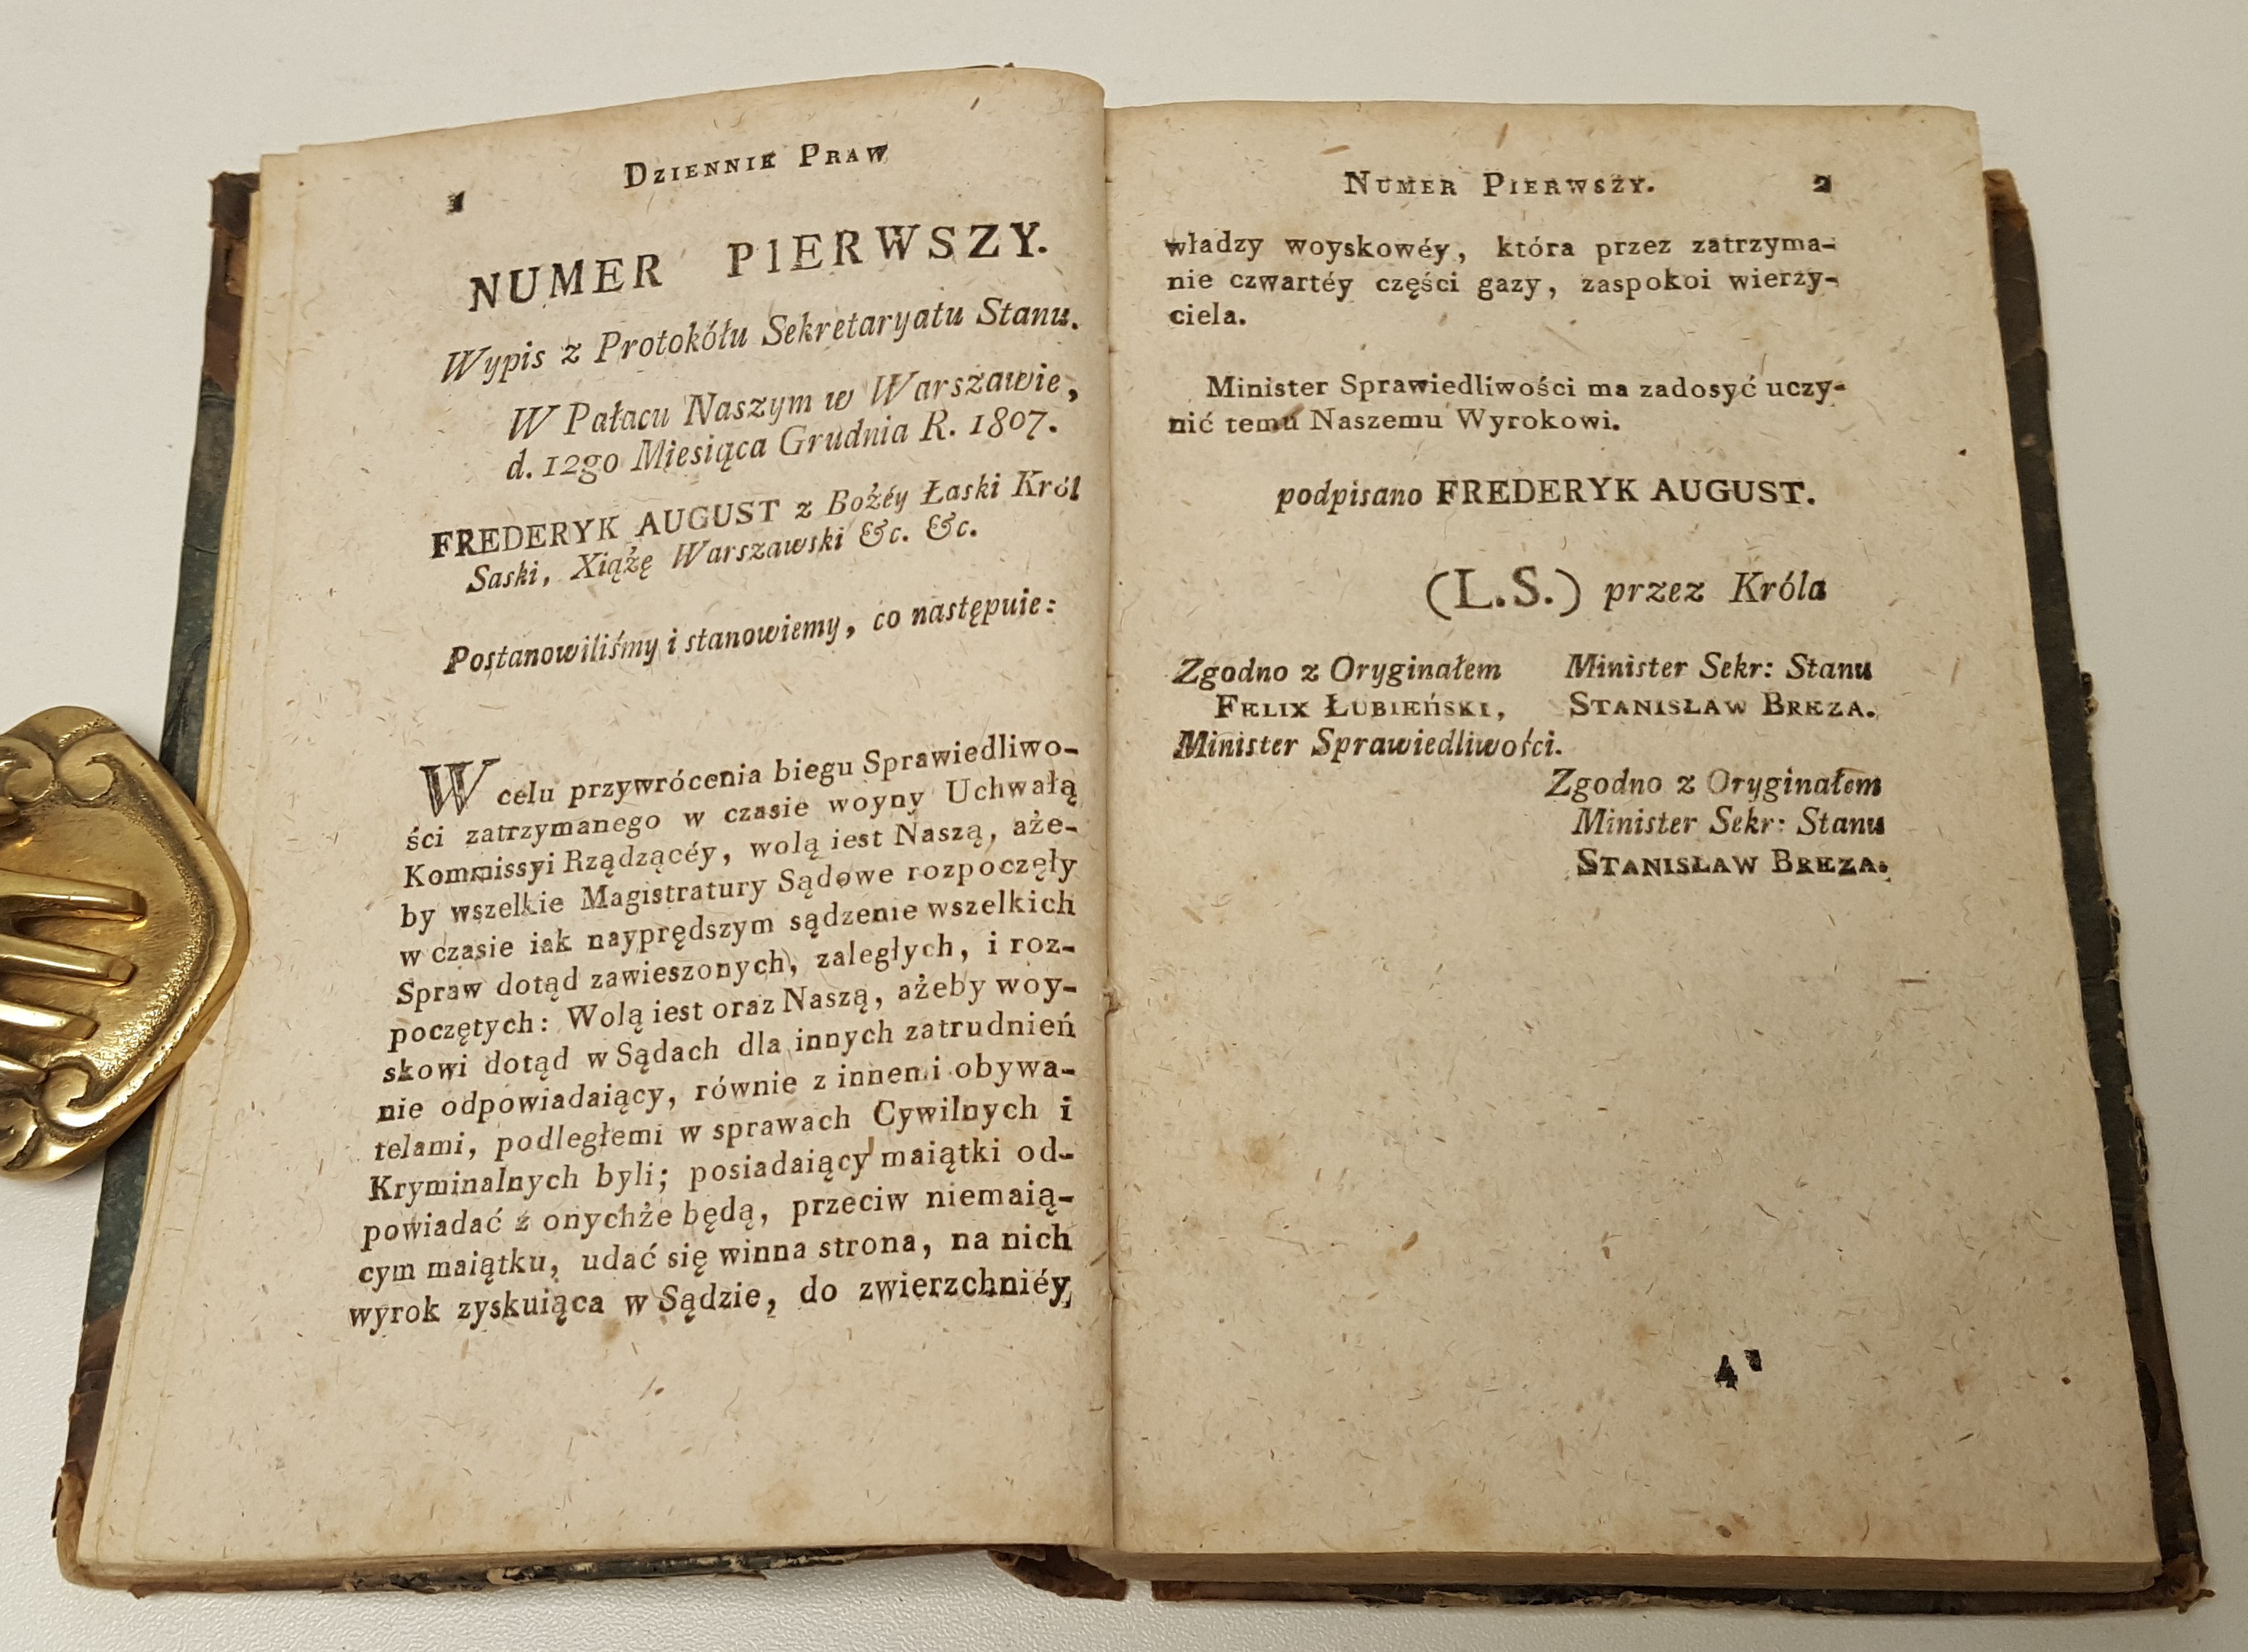 1 DZIENNIK PRAW
NUMER PIERWSZY.
Wypis z Protokółu Sekretaryatu Stanu.
W Pałacu Naszym w Warszawie,
d. 12go Miesiąca Grudnia R. 1807.
FREDERYK AUGUST z Bożéy Łaski Król
Saski, Xiążę Warszawski &c. &c.
Postanowiliśmy i stanowiemy, co następuie:
W celu przywrócenia biegu Sprawiedliwo-
ści zatrzymanego w czasie woyny Uchwałą
Kommissyi Rządzącéy, wolą iest Naszą, aże-
by wszelkie Magistratury Sądowe rozpoczęły
w czasie iak nayprędszym sądzenie wszelkich
Spraw dotąd zawieszonych, zaległych, i roz-
poczętych: Wolą iest oraz Naszą, ażeby woy-
skowi dotąd w Sądach dla innych zatrudnień
nie odpowiadaiący, równie z innemi obywa-
telami, podległemi w sprawach Cywilnych i
Kryminalnych byli; posiadaiący maiątki od-
powiadać z onychże będą, przeciw niemaią-
cym maiątku, udać się winna strona, na nich
wyrok zyskuiąca w Sądzie, do zwierzchniéy
NUMER PIERWSZY. 2
władzy woyskowéy, która przez zatrzyma-
nie czwartéy części gazy, zaspokoi wierzy-
ciela.
Minister Sprawiedliwości ma zadosyć uczy-
nić temu Naszemu Wyrokowi.
podpisano FREDERYK AUGUST.
(L.S.) przez Króla
Zgodno z Oryginałem Minister Sekr: Stanu
FELIX ŁUBIEńSKI, STANISŁAW BREZA.
Minister Sprawiedliwości.
Zgodno z Oryginałem
Minister Sekr: Stanu
STANISŁAW BREZA.
4